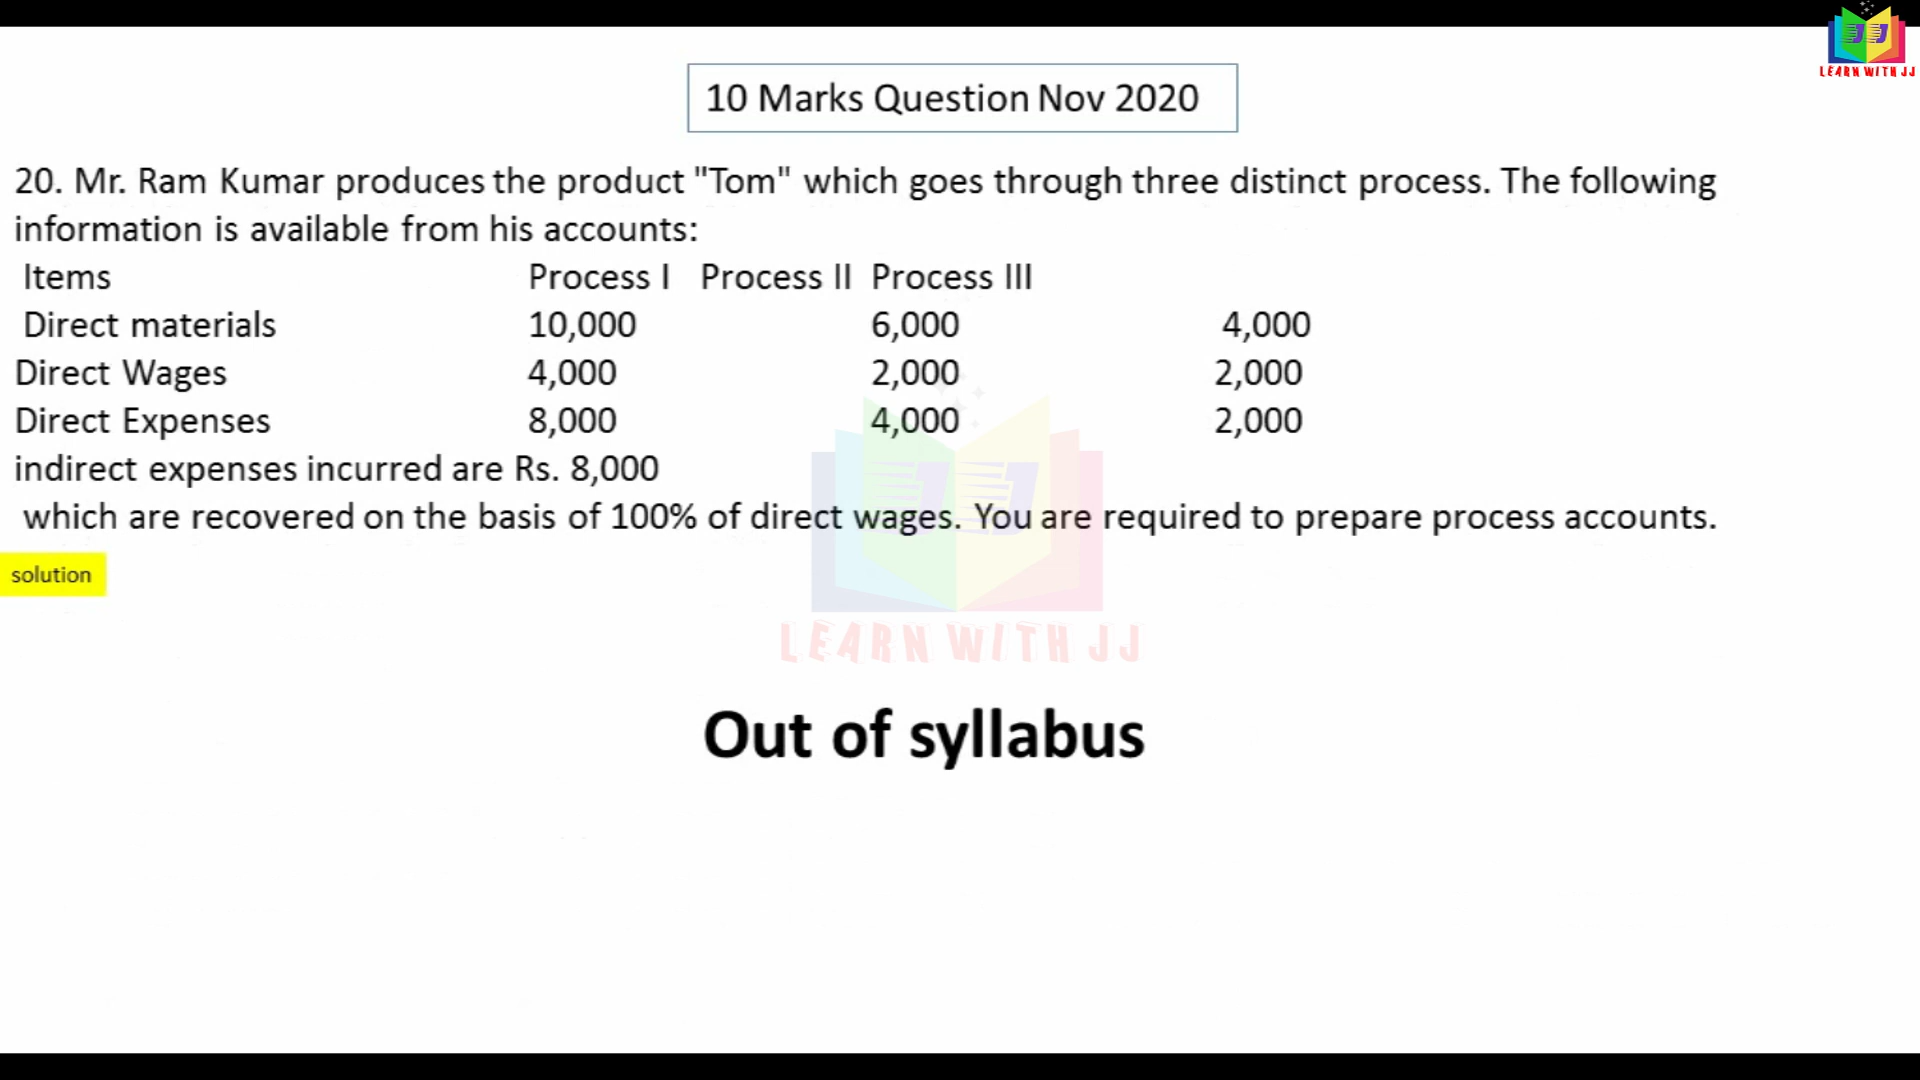 LEARN WITH JJ
10 Marks Question Nov 2020
20. Mr. Ram Kumar produces the product "Tom" which goes through three distinct process. The following
information is available from his accounts:
Items Process I Process II Process III
Direct materials 10,000 6,000 4,000
Direct Wages 4,000 2,000 2,000
Direct Expenses 8,000 4,000 2,000
indirect expenses incurred are Rs. 8,000
which are recovered on the basis of 100% of direct wages. You are required to prepare process accounts.
solution
LEARN WITH JJ
Out of syllabus